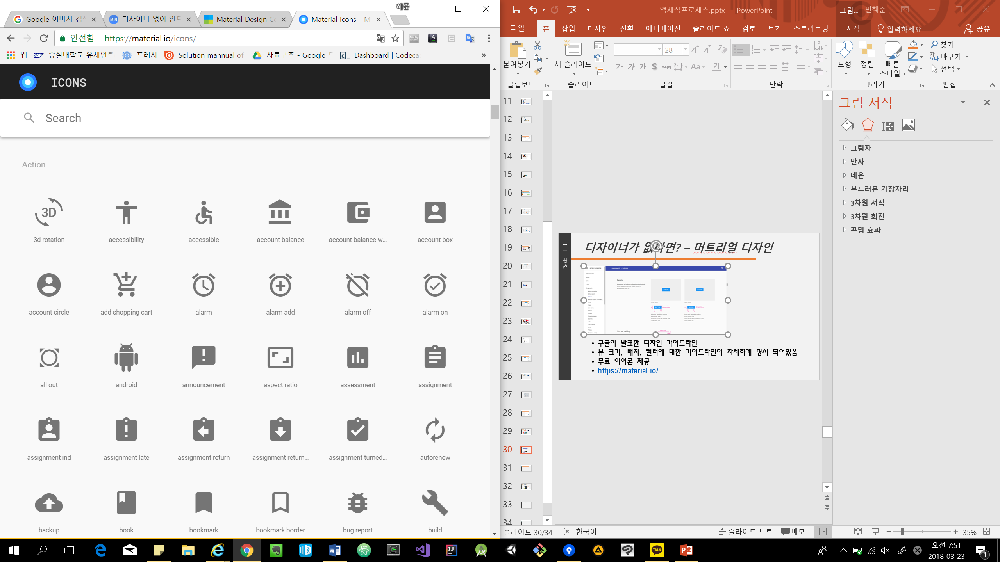 혜준
Google 이미지 검색
디자이너 없이 안드
Material Design Co
Material icons - M
안전함
https://material.io/icons/
앱
숭실대학교 유세인트
프레지
Solution mannual of
자료구조 - Google 드
Dashboard | Codeca
»
ICONS
Search
Action
3D
3d rotation
accessibility
accessible
account balance
account balance w...
account box
account circle
add shopping cart
alarm
alarm add
alarm off
alarm on
all out
android
announcement
aspect ratio
assessment
assignment
assignment ind
assignment late
assignment return
assignment return...
assignment turned...
autorenew
backup
book
bookmark
bookmark border
bug report
build
앱제작프로세스.pptx - PowerPoint
그림...
민혜준
파일 홈 삽입 디자인 전환 애니메이션 슬라이드 쇼 검토 보기 스토리보딩 서식 입력하세요 공유
붙여넣기
클립보드
새 슬라이드
슬라이드
28
글꼴
단락
도형
정렬
빠른
스타일
그리기
찾기
바꾸기
선택
편집
11
12
13
14
15
16
17
18
19
20
21
22
23
24
25
26
27
28
29
30
31
32
33
34
디자인
디자이너가 없다면? – 머트리얼 디자인
MATERIAL DESIGN
Components
Buttons
Density
Size and padding
• 구글이 발표한 디자인 가이드라인
• 뷰 크기, 배치, 컬러에 대한 가이드라인이 자세하게 명시 되어있음
• 무료 아이콘 제공
• https://material.io/
그림 서식
그림자
반사
네온
부드러운 가장자리
3차원 서식
3차원 회전
꾸밈 효과
슬라이드 30/34
한국어
슬라이드 노트
메모
35%
오전 7:51
2018-03-23
1